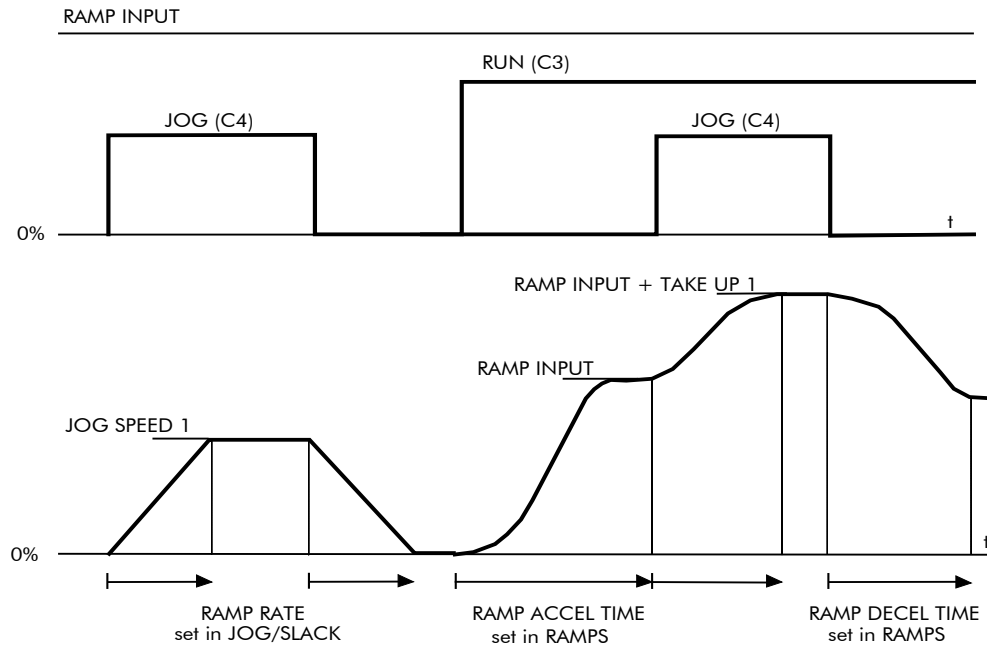 RAMP INPUT
RUN (C3)
JOG (C4)
JOG (C4)
t
0%
RAMP INPUT + TAKE UP 1
RAMP INPUT
JOG SPEED 1
0%
t
RAMP RATE
set in JOG/SLACK
RAMP ACCEL TIME
set in RAMPS
RAMP DECEL TIME
set in RAMPS